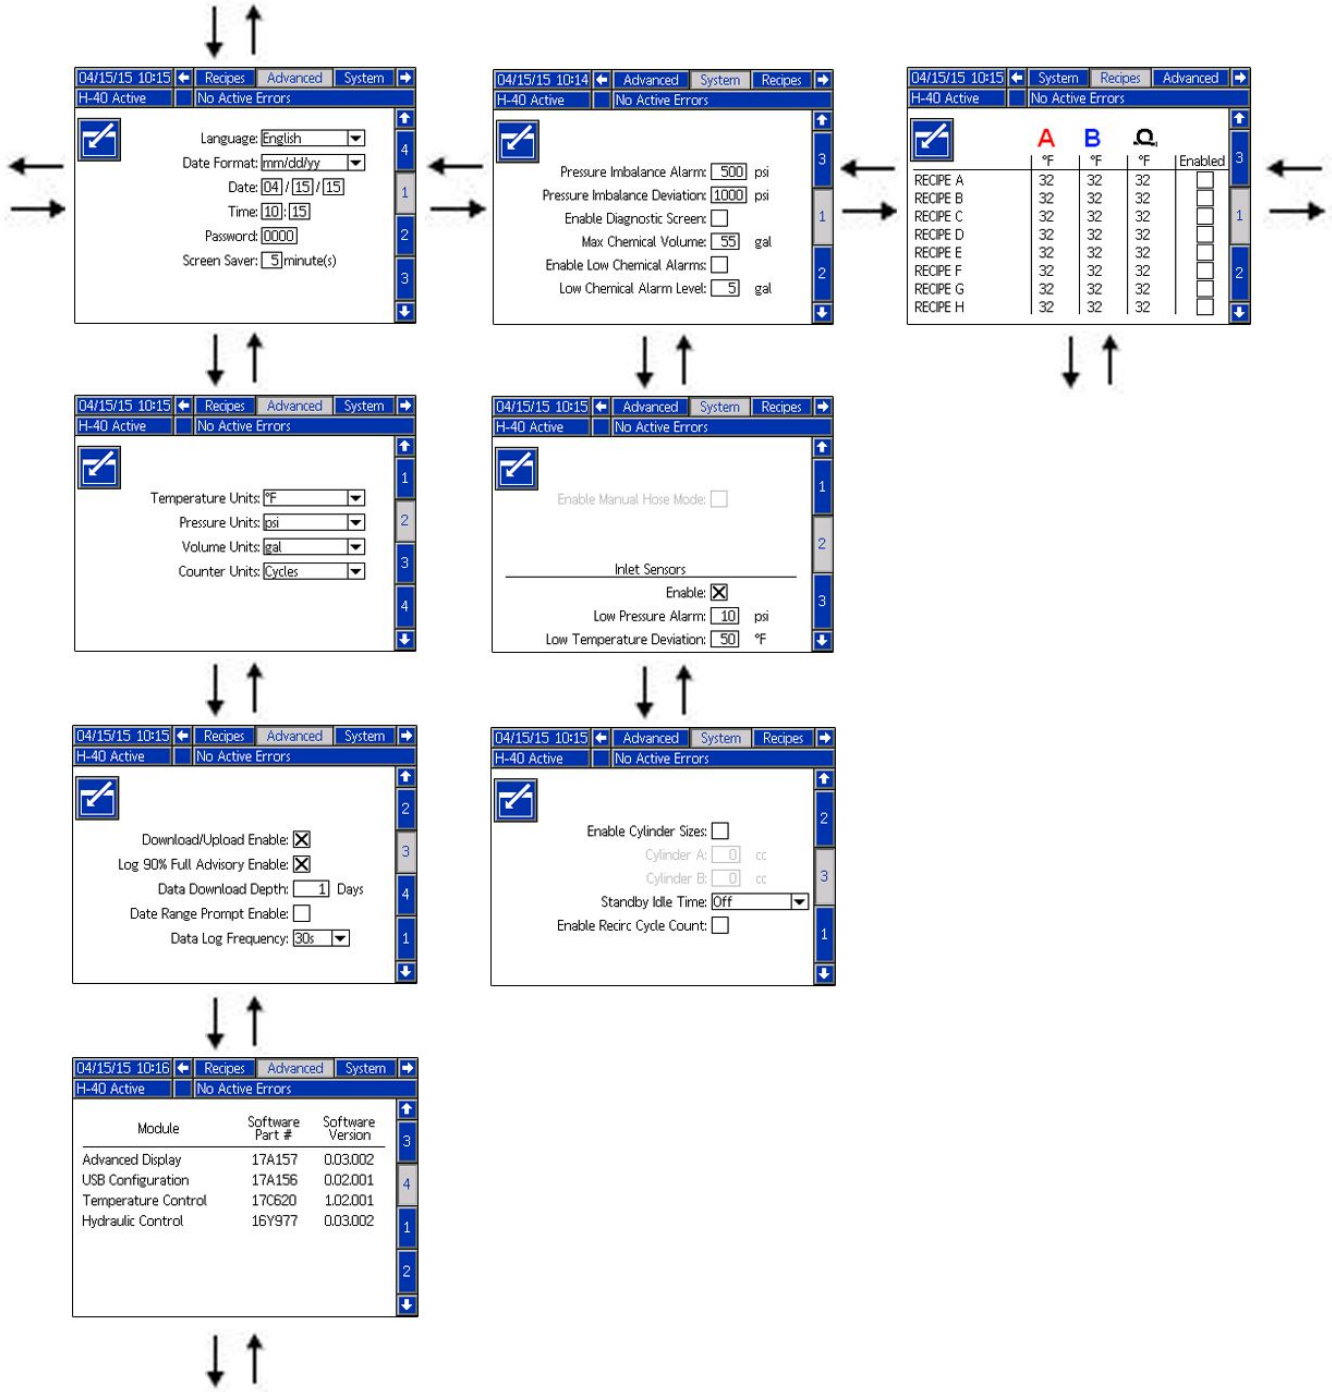 04/15/15 10:15 Recipes Advanced System
H-40 Active No Active Errors
Language: English
Date Format: mm/dd/yy
Date: 04 / 15 / 15
Time: 10 : 15
Password: 0000
Screen Saver: 5 minute(s)
4
1
2
3
04/15/15 10:14 Advanced System Recipes
H-40 Active No Active Errors
Pressure Imbalance Alarm: 500 psi
Pressure Imbalance Deviation: 1000 psi
Enable Diagnostic Screen:
Max Chemical Volume: 55 gal
Enable Low Chemical Alarms:
Low Chemical Alarm Level: 5 gal
3
1
2
04/15/15 10:15 System Recipes Advanced
H-40 Active No Active Errors
A B
°F °F °F Enabled
RECIPE A 32 32 32
RECIPE B 32 32 32
RECIPE C 32 32 32
RECIPE D 32 32 32
RECIPE E 32 32 32
RECIPE F 32 32 32
RECIPE G 32 32 32
RECIPE H 32 32 32
3
1
2
04/15/15 10:15 Recipes Advanced System
H-40 Active No Active Errors
Temperature Units: °F
Pressure Units: psi
Volume Units: gal
Counter Units: Cycles
1
2
3
4
04/15/15 10:15 Advanced System Recipes
H-40 Active No Active Errors
Enable Manual Hose Mode:
Inlet Sensors
Enable:
Low Pressure Alarm: 10 psi
Low Temperature Deviation: 50 °F
1
2
3
04/15/15 10:15 Recipes Advanced System
H-40 Active No Active Errors
Download/Upload Enable:
Log 90% Full Advisory Enable:
Data Download Depth: 1 Days
Date Range Prompt Enable:
Data Log Frequency: 30s
2
3
4
1
04/15/15 10:15 Advanced System Recipes
H-40 Active No Active Errors
Enable Cylinder Sizes:
Cylinder A: 0 cc
Cylinder B: 0 cc
Standby Idle Time: Off
Enable Recirc Cycle Count:
2
3
1
04/15/15 10:16 Recipes Advanced System
H-40 Active No Active Errors
Module Software Part # Software Version
Advanced Display 17A157 0.03.002
USB Configuration 17A156 0.02.001
Temperature Control 17C620 1.02.001
Hydraulic Control 16Y977 0.03.002
3
4
1
2